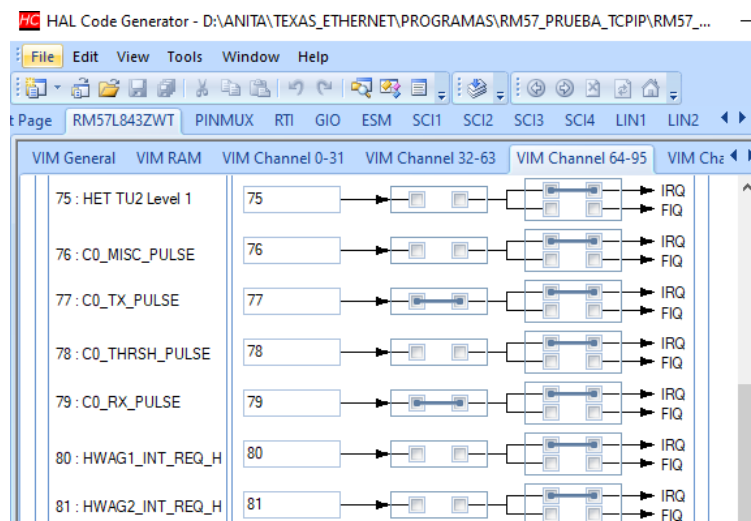 HC HAL Code Generator - D:\ANITA\TEXAS_ETHERNET\PROGRAMAS\RM57_PRUEBA_TCPIP\RM57_...
File Edit View Tools Window Help
t Page RM57L843ZWT PINMUX RTI GIO ESM SCI1 SCI2 SCI3 SCI4 LIN1 LIN2
VIM General VIM RAM VIM Channel 0-31 VIM Channel 32-63 VIM Channel 64-95 VIM Cha
75 : HET TU2 Level 1 75 IRQ
FIQ
76 : C0_MISC_PULSE 76 IRQ
FIQ
77 : C0_TX_PULSE 77 IRQ
FIQ
78 : C0_THRSH_PULSE 78 IRQ
FIQ
79 : C0_RX_PULSE 79 IRQ
FIQ
80 : HWAG1_INT_REQ_H 80 IRQ
FIQ
81 : HWAG2_INT_REQ_H 81 IRQ
FIQ